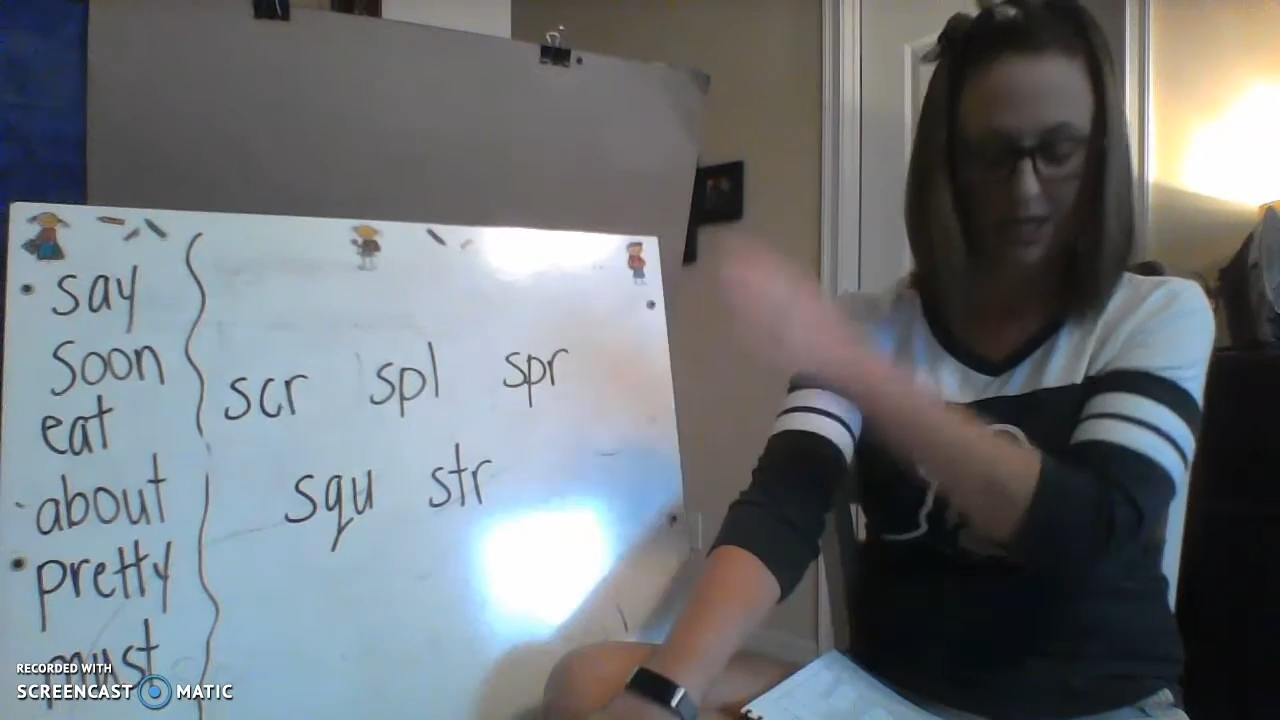 say
soon
eat
about
pretty
must
scr spl spr
squ str
RECORDED WITH
SCREENCAST MATIC